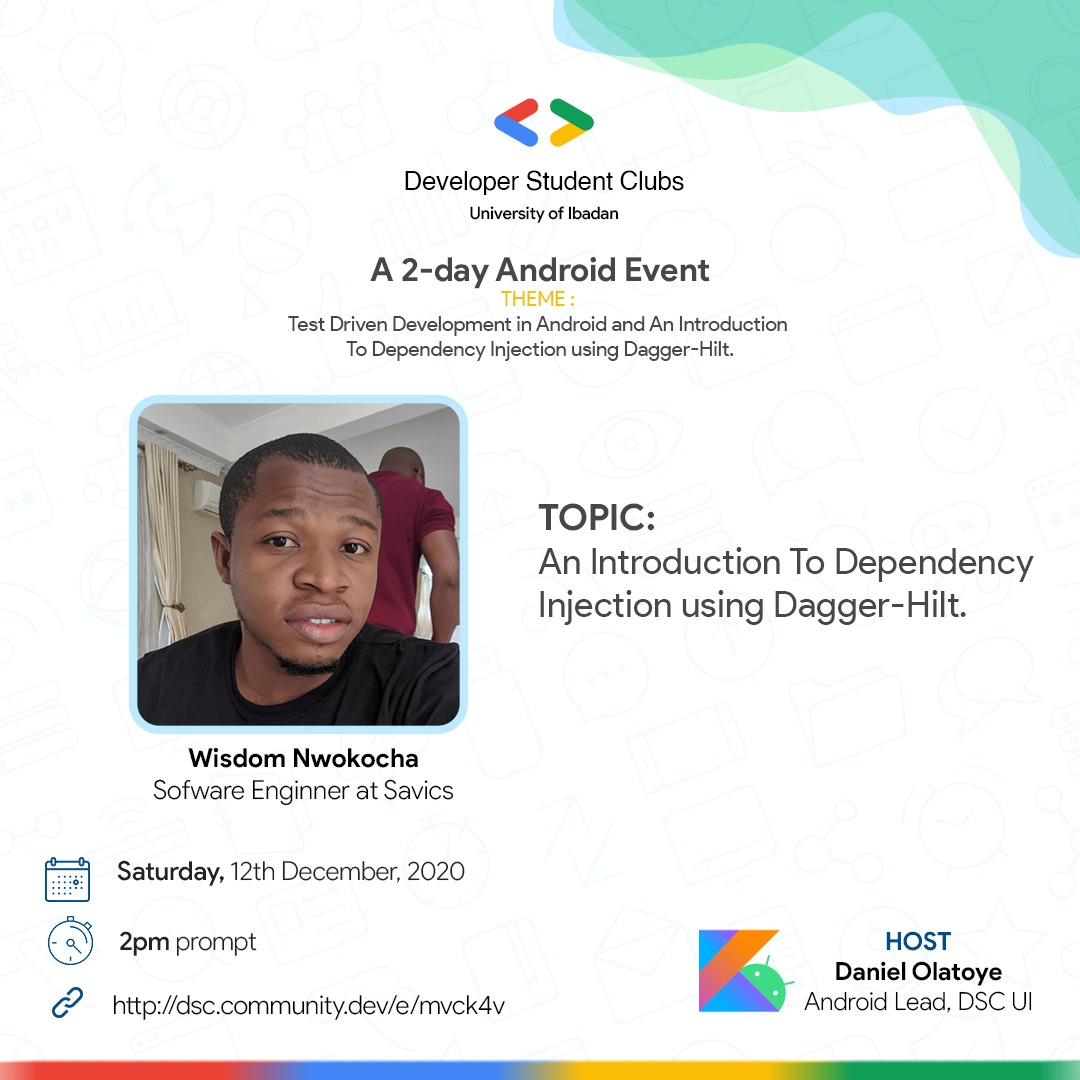 Developer Student Clubs
University of Ibadan
A 2-day Android Event
THEME :
Test Driven Development in Android and An Introduction
To Dependency Injection using Dagger-Hilt.
TOPIC:
An Introduction To Dependency
Injection using Dagger-Hilt.
Wisdom Nwokocha
Sofware Enginner at Savics
Saturday, 12th December, 2020
2pm prompt
http://dsc.community.dev/e/mvck4v
HOST
Daniel Olatoye
Android Lead, DSC UI